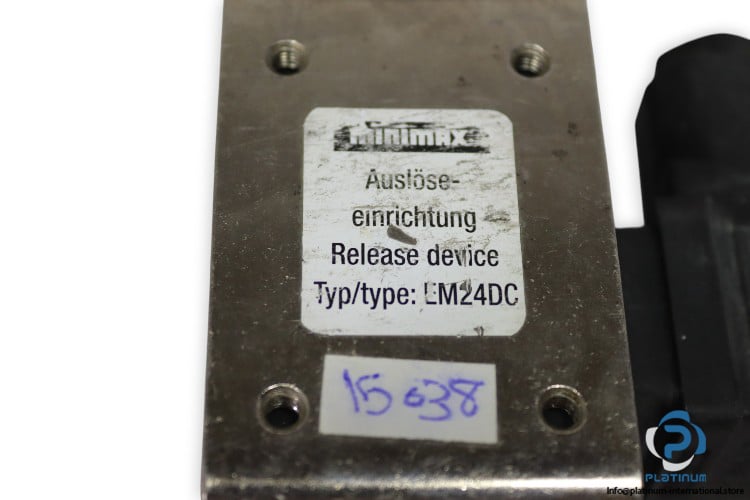 minimax
Auslöse-
einrichtung
Release device
Typ/type: EM24DC
15038
PLATINUM
Info@platinum-international.store